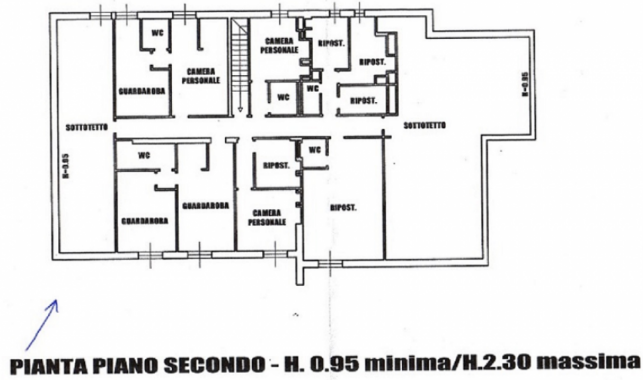 WC
CAMERA
PERSONALE
GUARDAROBA
CAMERA
PERSONALE
RIPOST.
RIPOST.
WC
WC
RIPOST.
SOTTOTETTO
H=0.95
SOTTOTETTO
H=0.95
WC
RIPOST.
WC
GUARDAROBA
GUARDAROBA
CAMERA
PERSONALE
RIPOST.
PIANTA PIANO SECONDO - H. 0.95 minima/H.2.30 massima